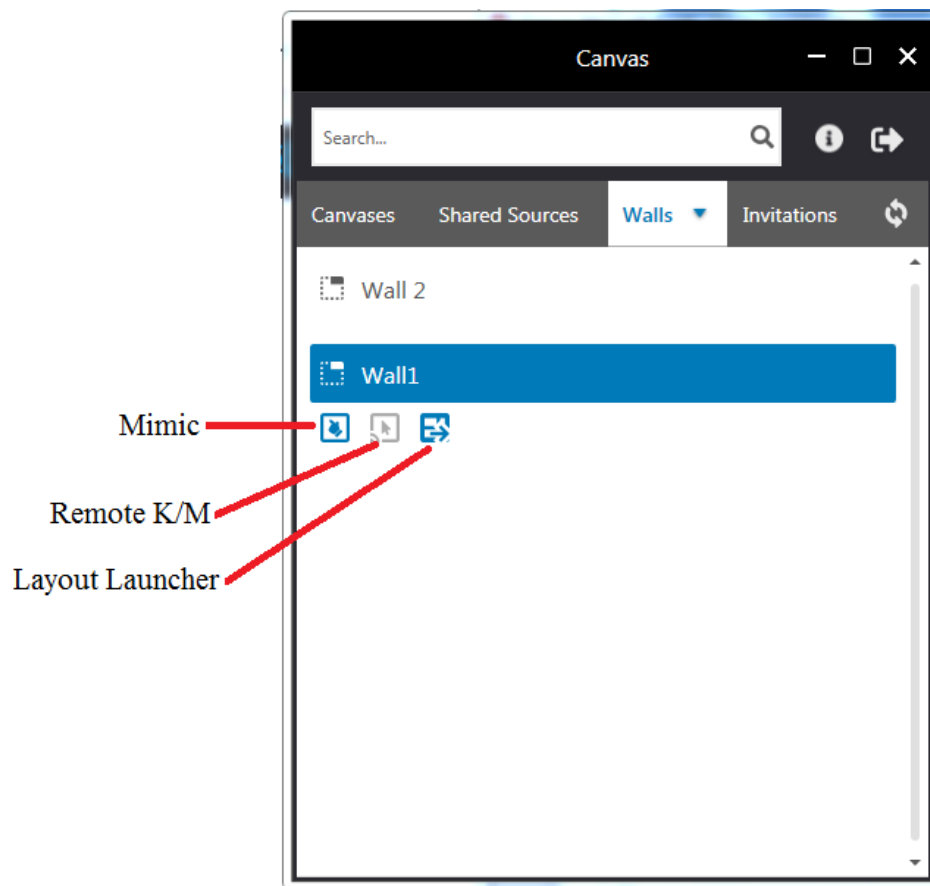 Canvas
Search...
Canvases Shared Sources Walls Invitations
Wall 2
Wall1
Mimic
Remote K/M
Layout Launcher